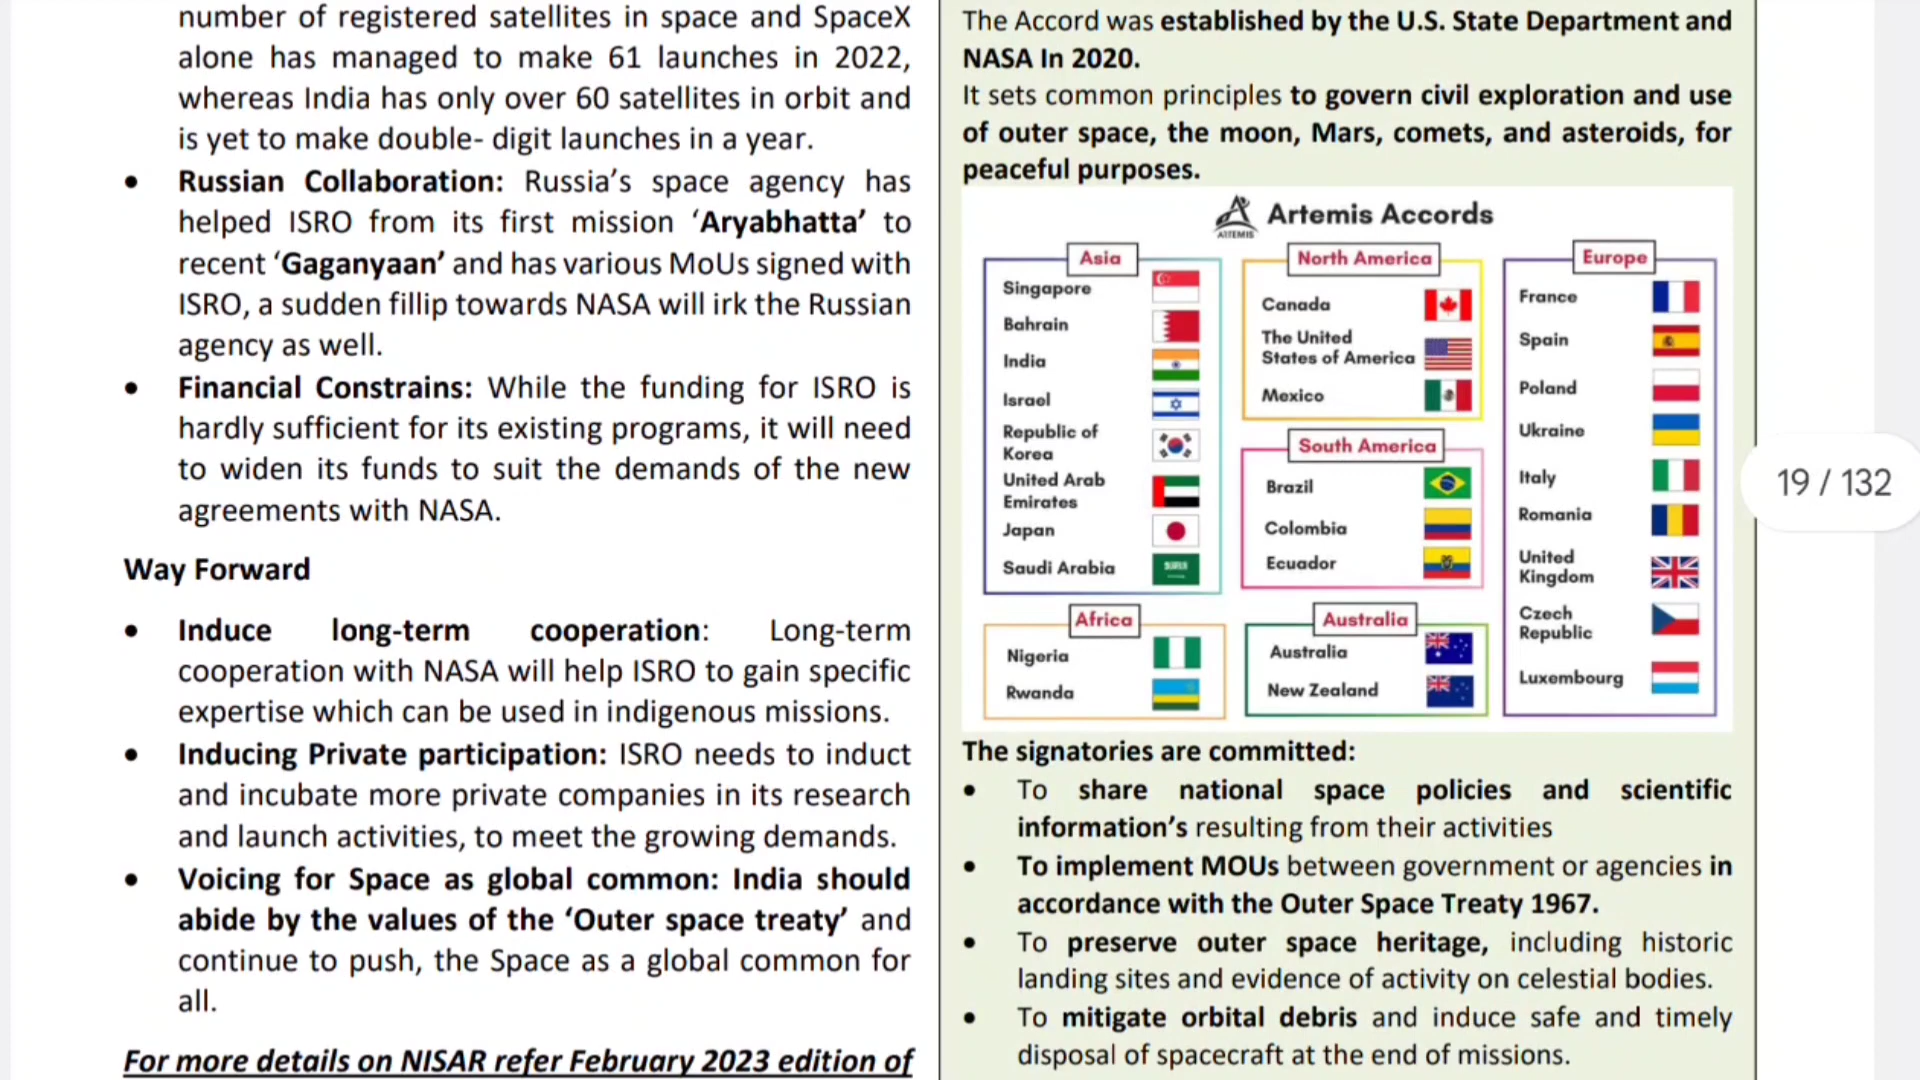 number of registered satellites in space and SpaceX
alone has managed to make 61 launches in 2022,
whereas India has only over 60 satellites in orbit and
is yet to make double- digit launches in a year.
• Russian Collaboration: Russia’s space agency has
helped ISRO from its first mission ‘Aryabhatta’ to
recent ‘Gaganyaan’ and has various MoUs signed with
ISRO, a sudden fillip towards NASA will irk the Russian
agency as well.
• Financial Constrains: While the funding for ISRO is
hardly sufficient for its existing programs, it will need
to widen its funds to suit the demands of the new
agreements with NASA.
Way Forward
• Induce long-term cooperation: Long-term
cooperation with NASA will help ISRO to gain specific
expertise which can be used in indigenous missions.
• Inducing Private participation: ISRO needs to induct
and incubate more private companies in its research
and launch activities, to meet the growing demands.
• Voicing for Space as global common: India should
abide by the values of the ‘Outer space treaty’ and
continue to push, the Space as a global common for
all.
For more details on NISAR refer February 2023 edition of
The Accord was established by the U.S. State Department and
NASA In 2020.
It sets common principles to govern civil exploration and use
of outer space, the moon, Mars, comets, and asteroids, for
peaceful purposes.
ARTEMIS
Artemis Accords
Asia
Singapore
Bahrain
India
Israel
Republic of
Korea
United Arab
Emirates
Japan
Saudi Arabia
Africa
Nigeria
Rwanda
North America
Canada
The United
States of America
Mexico
South America
Brazil
Colombia
Ecuador
Australia
Australia
New Zealand
Europe
France
Spain
Poland
Ukraine
Italy
Romania
United
Kingdom
Czech
Republic
Luxembourg
The signatories are committed:
• To share national space policies and scientific
information’s resulting from their activities
• To implement MOUs between government or agencies in
accordance with the Outer Space Treaty 1967.
• To preserve outer space heritage, including historic
landing sites and evidence of activity on celestial bodies.
• To mitigate orbital debris and induce safe and timely
disposal of spacecraft at the end of missions.
19 / 132